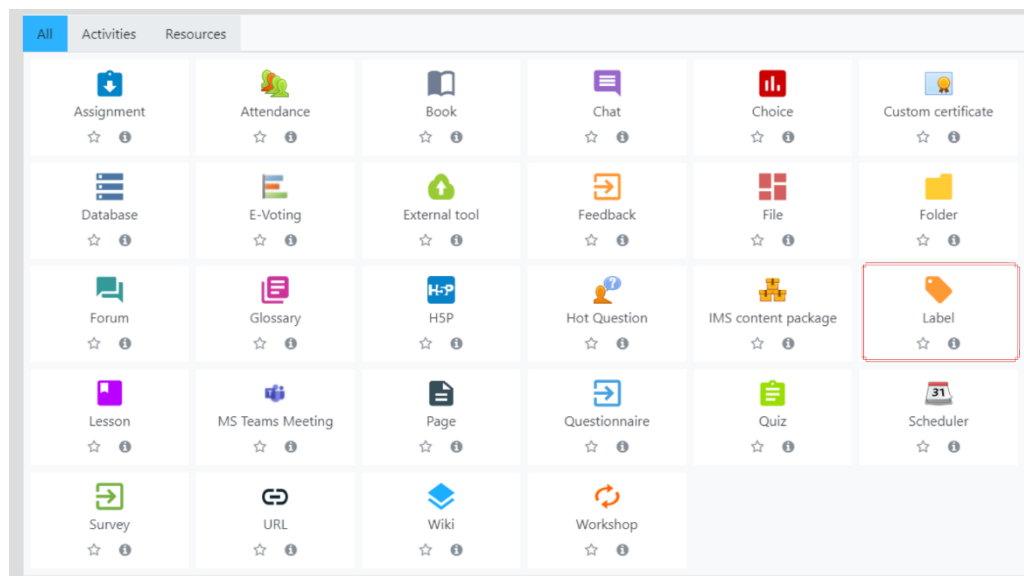 All Activities Resources
Assignment Attendance Book Chat Choice Custom certificate
Database E-Voting External tool Feedback File Folder
H5P
Forum Glossary H5P Hot Question IMS content package Label
31
Lesson MS Teams Meeting Page Questionnaire Quiz Scheduler
Survey URL Wiki Workshop